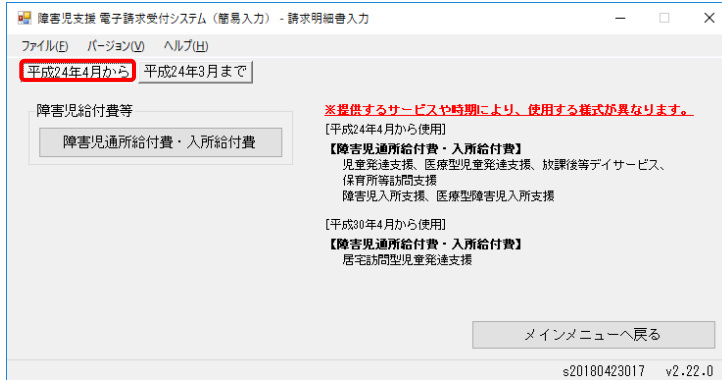 障害児支援 電子請求受付システム（簡易入力） - 請求明細書入力
ファイル(F) バージョン(V) ヘルプ(H)
平成24年4月から 平成24年3月まで
障害児給付費等
障害児通所給付費・入所給付費
※提供するサービスや時期により、使用する様式が異なります。
[平成24年4月から使用]
【障害児通所給付費・入所給付費】
児童発達支援、医療型児童発達支援、放課後等デイサービス、
保育所等訪問支援
障害児入所支援、医療型障害児入所支援
[平成30年4月から使用]
【障害児通所給付費・入所給付費】
居宅訪問型児童発達支援
メインメニューへ戻る
s20180423017 v2.22.0